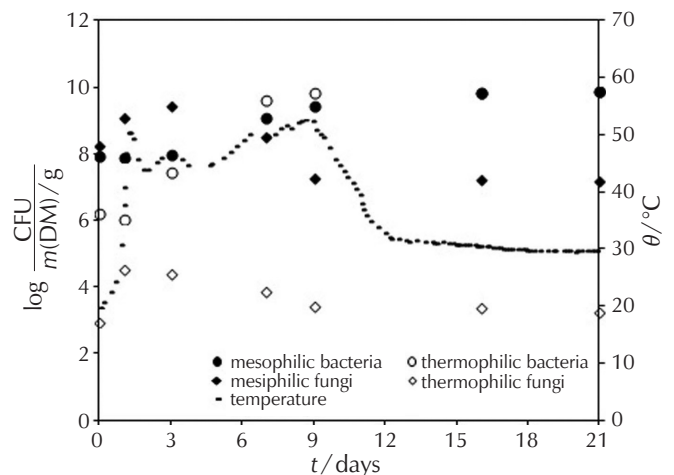 12
10
8
6
4
2
0
log CFU/m(DM)/g
70
60
50
40
30
20
10
0
θ/°C
mesophilic bacteria
thermophilic bacteria
mesiphilic fungi
thermophilic fungi
temperature
0 3 6 9 12 15 18 21
t/days